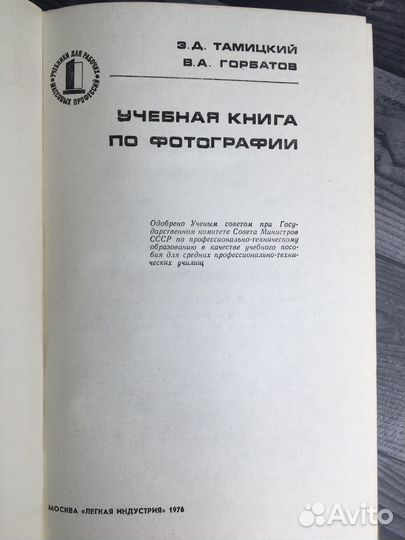 Э.Д. ТАМИЦКИЙ
В.А. ГОРБАТОВ
УЧЕБНИКИ ДЛЯ РАБОЧИХ
МАССОВЫХ ПРОФЕССИЙ
УЧЕБНАЯ КНИГА
ПО ФОТОГРАФИИ
Одобрено Ученым советом при Госу-
дарственном комитете Совета Министров
СССР по профессионально-техническому
образованию в качестве учебного посо-
бия для средних профессионально-техни-
ческих училищ
МОСКВА «ЛЕГКАЯ ИНДУСТРИЯ» 1976
Avito